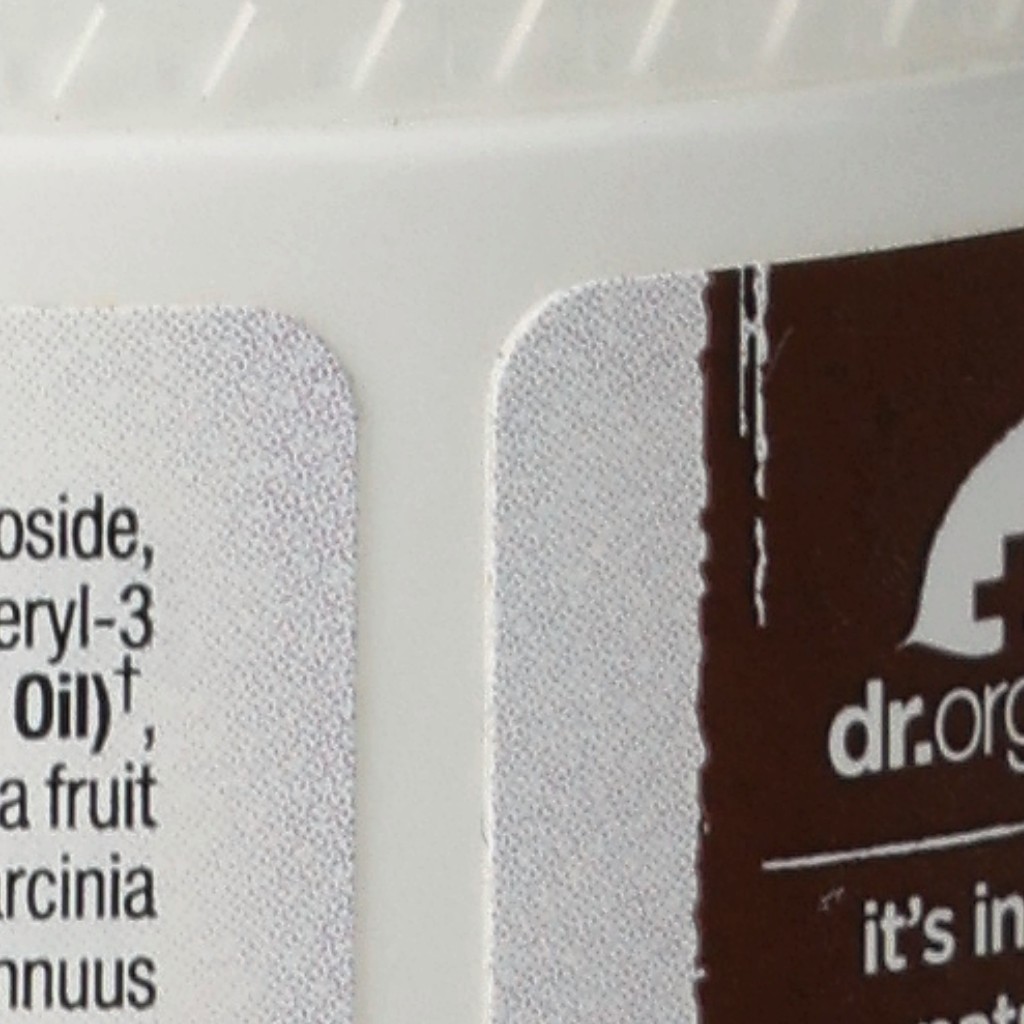 oside,
eryl-3
Oil)†,
a fruit
rcinia
nnuus
dr.org
it's in